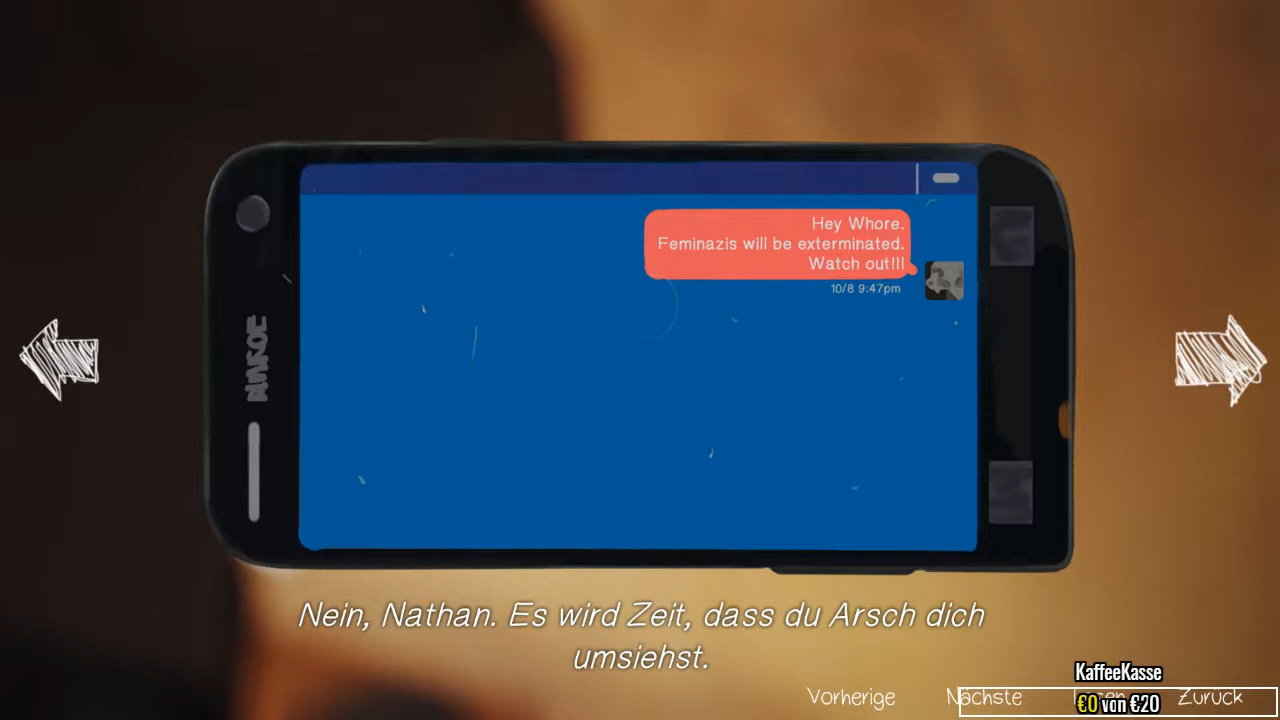 Hey Whore.
Feminazis will be exterminated.
Watch out!!!
10/8 9:47pm
Nein, Nathan. Es wird Zeit, dass du Arsch dich
umsiehst.
KaffeeKasse
Vorherige Nächste Zurück
€0 von €20